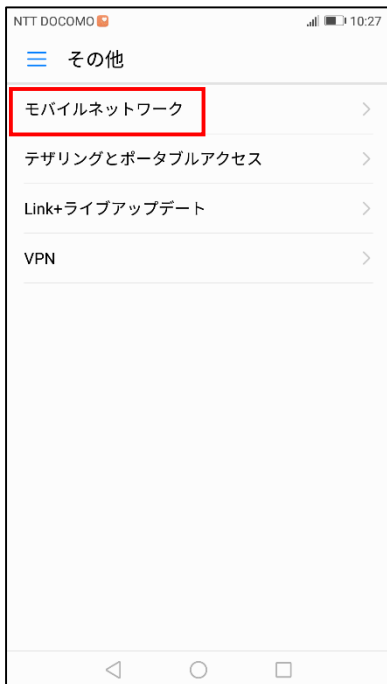 NTT DOCOMO 10:27
その他
モバイルネットワーク
テザリングとポータブルアクセス
Link+ライブアップデート
VPN